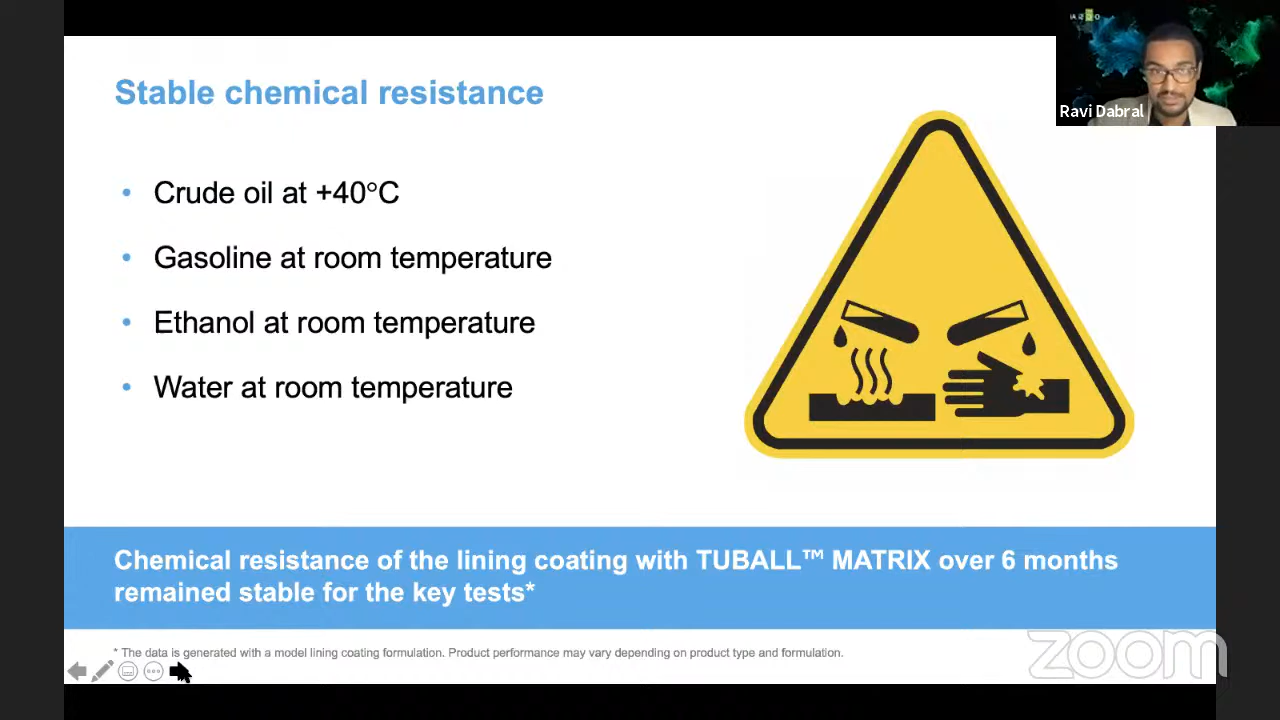 Stable chemical resistance
Ravi Dabral
• Crude oil at +40°C
• Gasoline at room temperature
• Ethanol at room temperature
• Water at room temperature
Chemical resistance of the lining coating with TUBALL™ MATRIX over 6 months
remained stable for the key tests*
* The data is generated with a model lining coating formulation. Product performance may vary depending on product type and formulation.
zoom